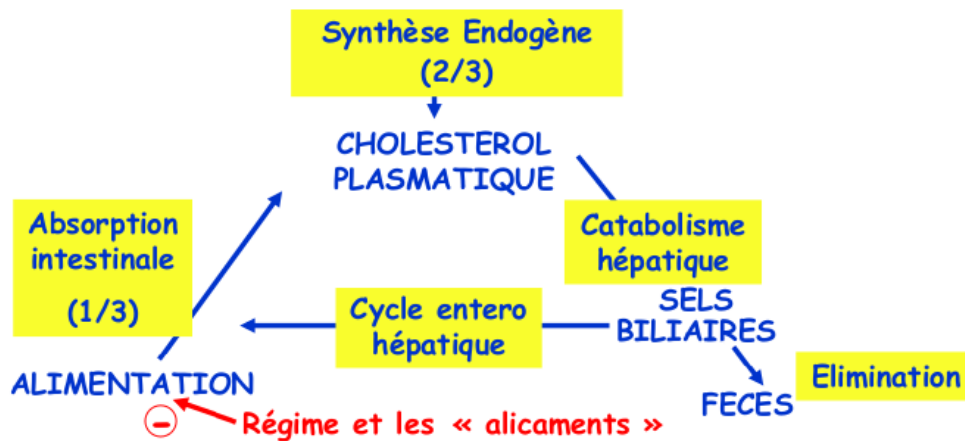 Synthèse Endogène
(2/3)
CHOLESTEROL
PLASMATIQUE
Absorption
intestinale
(1/3)
Catabolisme
hépatique
Cycle entero
hépatique
SELS
BILIAIRES
ALIMENTATION
Elimination
FECES
Régime et les « alicaments »